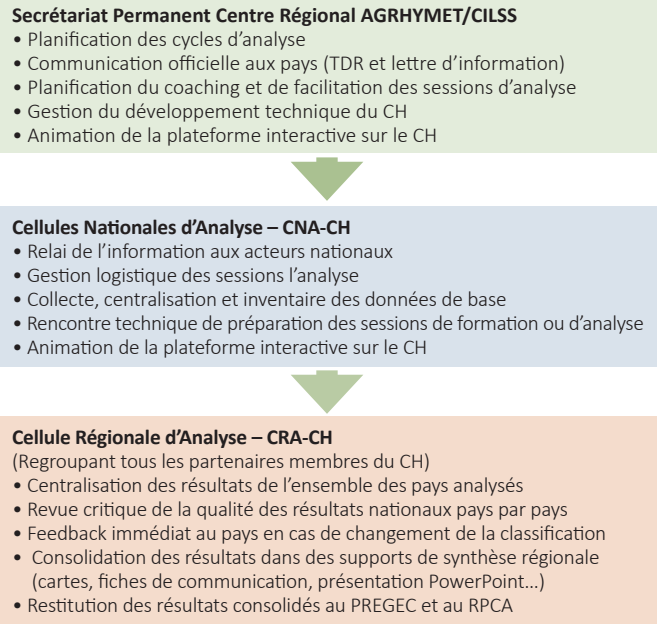 Secrétariat Permanent Centre Régional AGRHYMET/CILSS
• Planification des cycles d'analyse
• Communication officielle aux pays (TDR et lettre d'information)
• Planification du coaching et de facilitation des sessions d'analyse
• Gestion du développement technique du CH
• Animation de la plateforme interactive sur le CH
Cellules Nationales d'Analyse – CNA-CH
• Relai de l'information aux acteurs nationaux
• Gestion logistique des sessions l'analyse
• Collecte, centralisation et inventaire des données de base
• Rencontre technique de préparation des sessions de formation ou d'analyse
• Animation de la plateforme interactive sur le CH
Cellule Régionale d'Analyse – CRA-CH
(Regroupant tous les partenaires membres du CH)
• Centralisation des résultats de l'ensemble des pays analysés
• Revue critique de la qualité des résultats nationaux pays par pays
• Feedback immédiat au pays en cas de changement de la classification
• Consolidation des résultats dans des supports de synthèse régionale
(cartes, fiches de communication, présentation PowerPoint…)
• Restitution des résultats consolidés au PREGEC et au RPCA